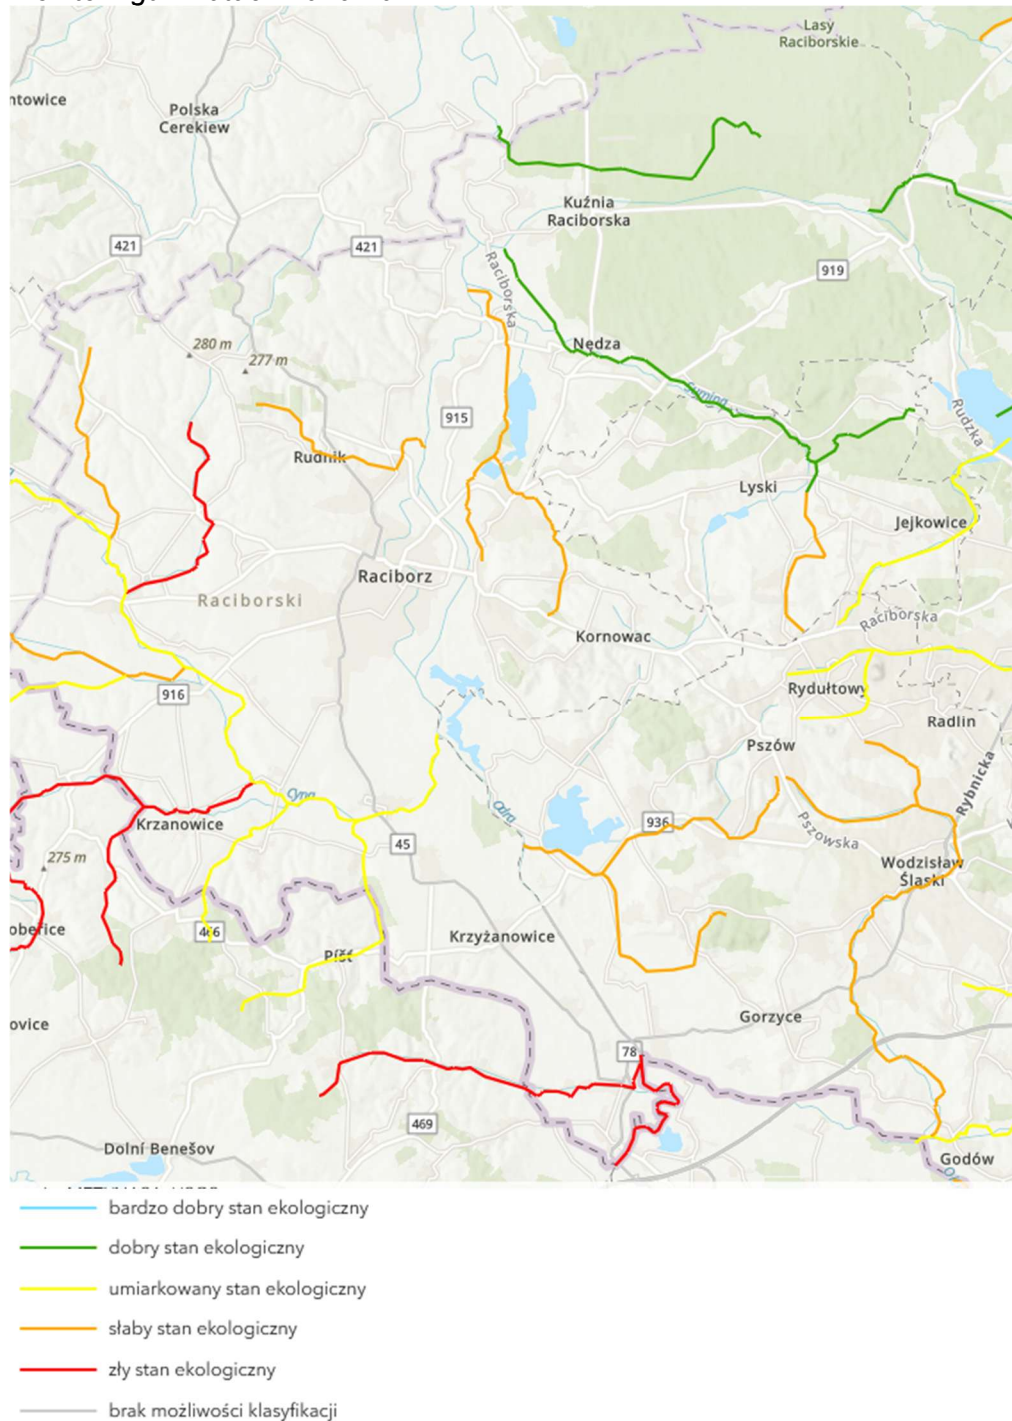 Lasy
Raciborskie
ntowice
Polska
Cerekiew
Kuźnia
Raciborska
421
421
919
Raciborska
280 m
277 m
Nędza
Suminka
915
Rudzka
Rudnik
Lyski
Jejkowice
Raciborz
Raciborski
Raciborska
Kornowac
916
Rydułtowy
Radlin
Pszów
Rybnicka
Cyna
Odra
Krzanowice
936
Pszowska
45
275 m
Wodzisław
Śląski
oberice
466
Krzyżanowice
Píšť
ovice
Gorzyce
78
469
Dolní Benešov
Godów
bardzo dobry stan ekologiczny
dobry stan ekologiczny
umiarkowany stan ekologiczny
słaby stan ekologiczny
zły stan ekologiczny
brak możliwości klasyfikacji